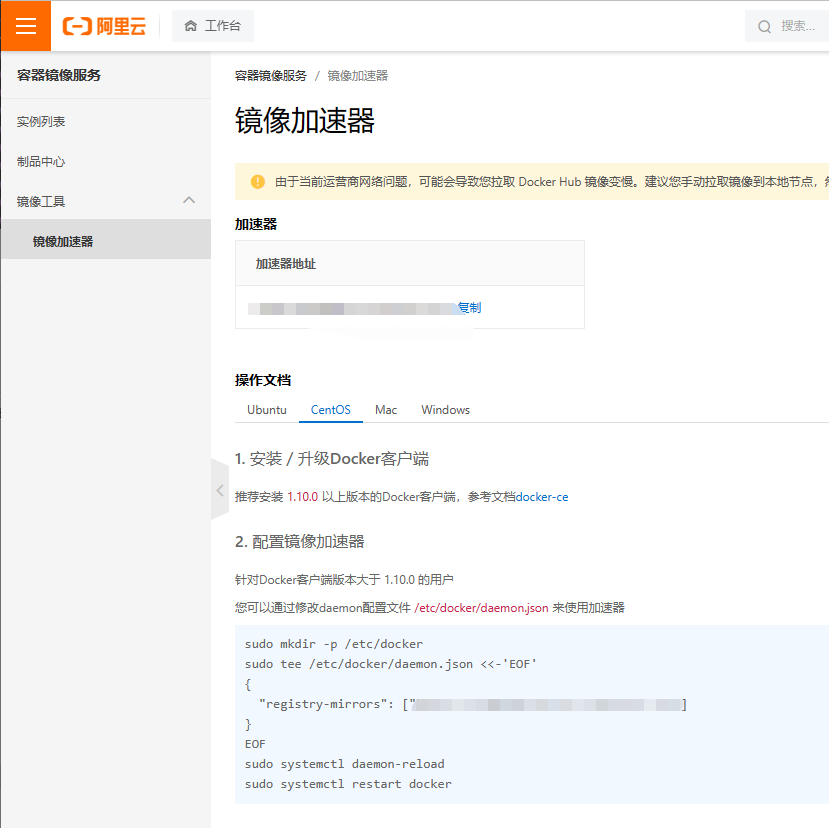 阿里云
工作台
搜索...
容器镜像服务
实例列表
制品中心
镜像工具
镜像加速器
容器镜像服务 / 镜像加速器
镜像加速器
由于当前运营商网络问题，可能会导致您拉取 Docker Hub 镜像变慢。建议您手动拉取镜像到本地节点，
加速器
加速器地址
复制
操作文档
Ubuntu CentOS Mac Windows
1. 安装 / 升级Docker客户端
推荐安装 1.10.0 以上版本的Docker客户端，参考文档docker-ce
2. 配置镜像加速器
针对Docker客户端版本大于 1.10.0 的用户
您可以通过修改daemon配置文件 /etc/docker/daemon.json 来使用加速器
sudo mkdir -p /etc/docker
sudo tee /etc/docker/daemon.json <<-'EOF'
{
"registry-mirrors": ["]
}
EOF
sudo systemctl daemon-reload
sudo systemctl restart docker